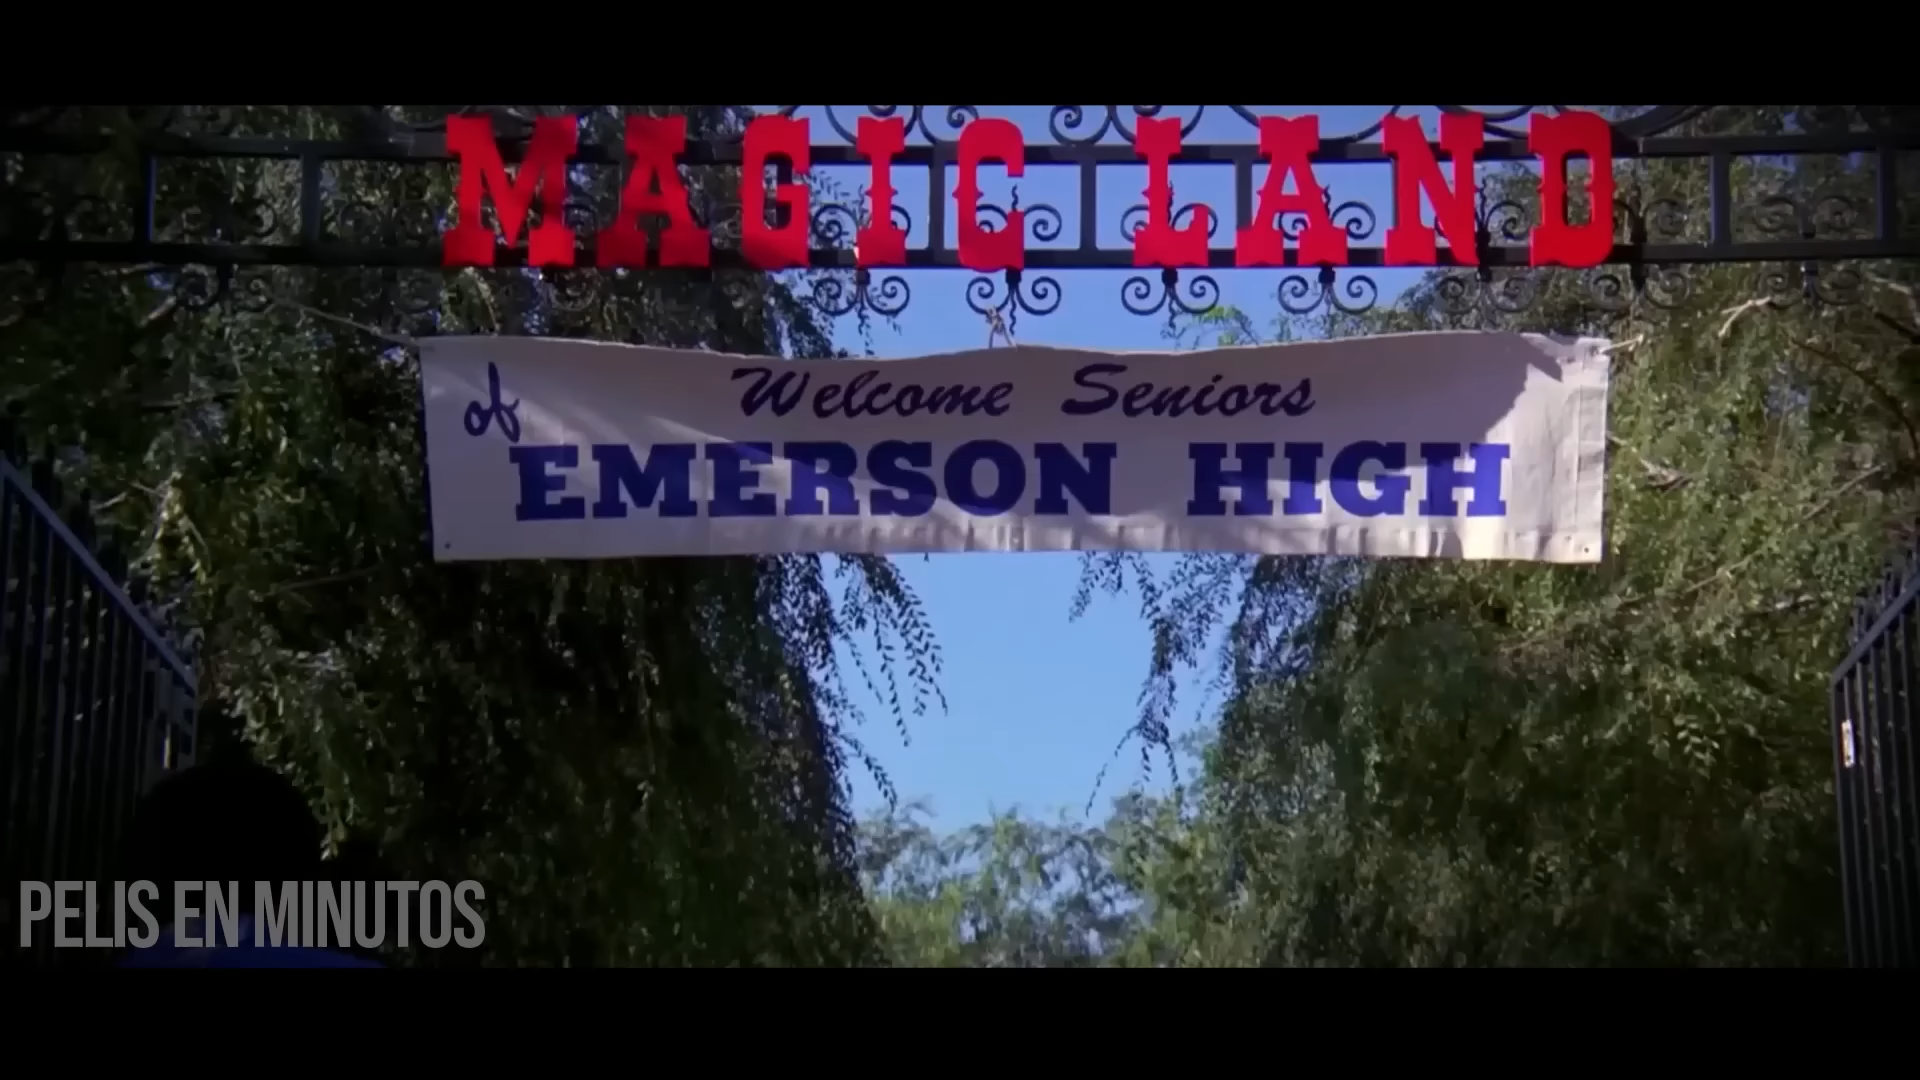 MAGIC LAND
Welcome Seniors
of
EMERSON HIGH
PELIS EN MINUTOS